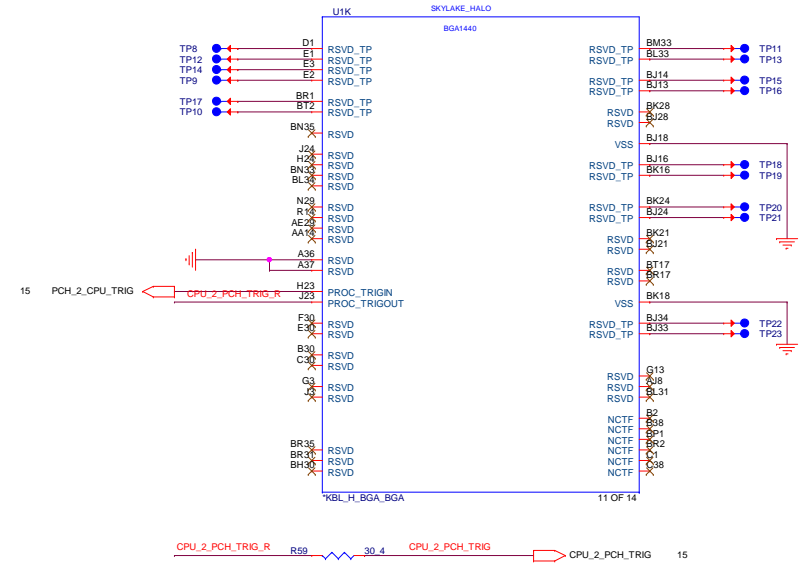 U1K
SKYLAKE_HALO
BGA1440
TP8 D1 RSVD_TP
TP12 E1 RSVD_TP
TP14 E3 RSVD_TP
TP9 E2 RSVD_TP
TP17 BR1 RSVD_TP
TP10 BT2 RSVD_TP
BN35 RSVD
J24 RSVD
H24 RSVD
BN33 RSVD
BL34 RSVD
N29 RSVD
R14 RSVD
AE29 RSVD
AA14 RSVD
A36 RSVD
A37 RSVD
15 PCH_2_CPU_TRIG H23 PROC_TRIGIN
CPU_2_PCH_TRIG_R J23 PROC_TRIGOUT
F30 RSVD
E30 RSVD
B30 RSVD
C30 RSVD
G3 RSVD
J3 RSVD
BR35 RSVD
BR31 RSVD
BH30 RSVD
RSVD_TP BM33 TP11
RSVD_TP BL33 TP13
RSVD_TP BJ14 TP15
RSVD_TP BJ13 TP16
RSVD BK28
RSVD BJ28
VSS BJ18
RSVD_TP BJ16 TP18
RSVD_TP BK16 TP19
RSVD_TP BK24 TP20
RSVD_TP BJ24 TP21
RSVD BK21
RSVD BJ21
RSVD BT17
RSVD BR17
VSS BK18
RSVD_TP BJ34 TP22
RSVD_TP BJ33 TP23
RSVD G13
RSVD AJ8
RSVD BL31
NCTF B2
NCTF B38
NCTF BP1
NCTF BR2
NCTF C1
NCTF C38
*KBL_H_BGA_BGA
11 OF 14
CPU_2_PCH_TRIG_R R59 30_4 CPU_2_PCH_TRIG CPU_2_PCH_TRIG 15